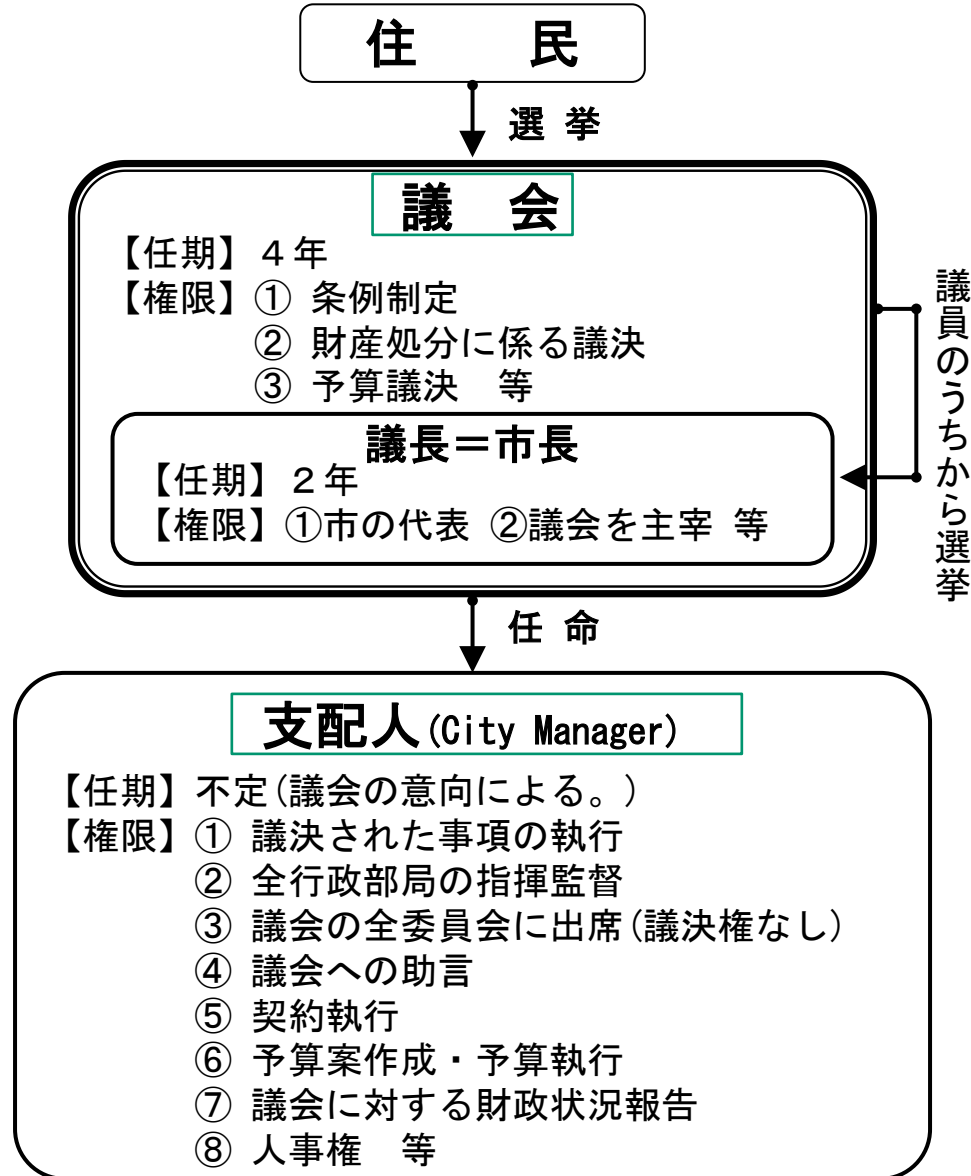 住　　民
選 挙
議　会
【任期】４年
【権限】① 条例制定
② 財産処分に係る議決
③ 予算議決　等
議長＝市長
【任期】２年
【権限】①市の代表 ②議会を主宰 等
議員のうちから選挙
任 命
支配人(City Manager)
【任期】不定(議会の意向による。)
【権限】① 議決された事項の執行
② 全行政部局の指揮監督
③ 議会の全委員会に出席(議決権なし)
④ 議会への助言
⑤ 契約執行
⑥ 予算案作成・予算執行
⑦ 議会に対する財政状況報告
⑧ 人事権　等